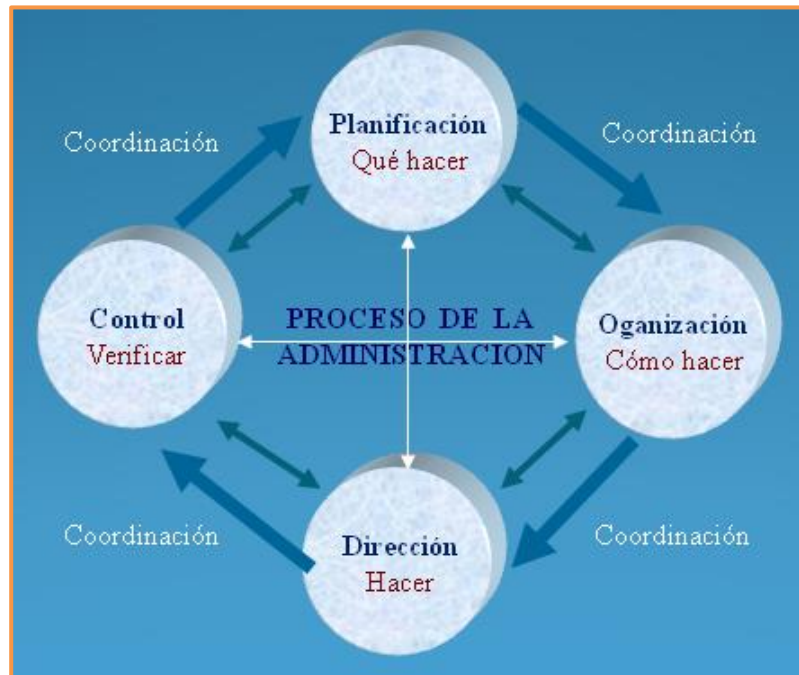 Planificación
Qué hacer
Coordinación
Coordinación
Control
Verificar
PROCESO DE LA
ADMINISTRACION
Oganización
Cómo hacer
Coordinación
Coordinación
Dirección
Hacer